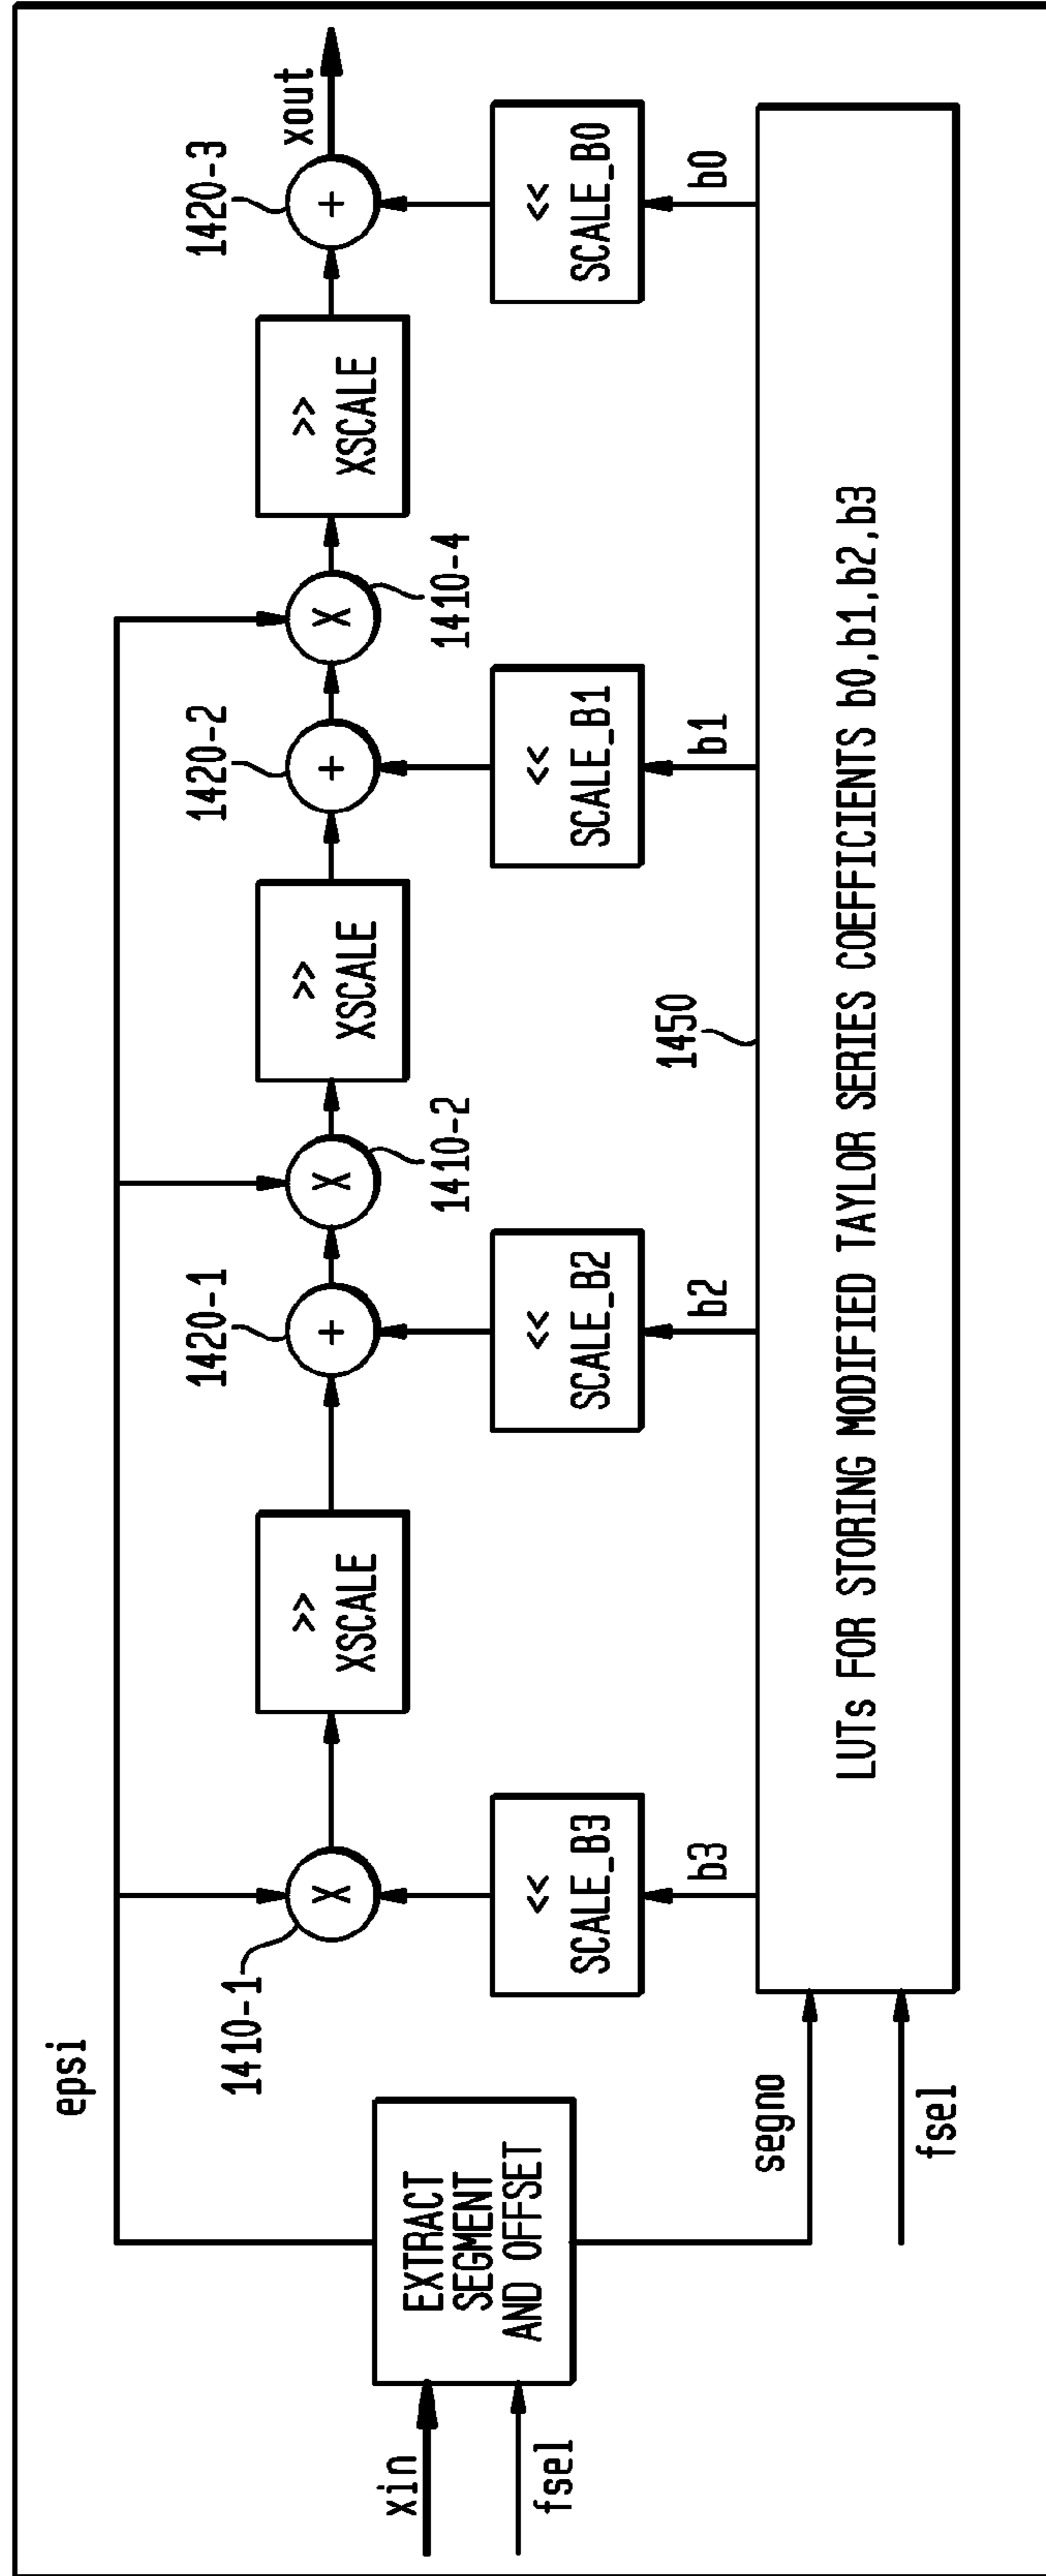 epsi
1410-1
1420-1
1410-2
1420-2
1410-4
1420-3
xout
X
>>
XSCALE
+
X
>>
XSCALE
+
X
>>
XSCALE
+
xin
fsel
EXTRACT
SEGMENT
AND OFFSET
<<
SCALE_B3
<<
SCALE_B2
<<
SCALE_B1
<<
SCALE_B0
b3
b2
b1
b0
1450
segno
fsel
LUTs FOR STORING MODIFIED TAYLOR SERIES COEFFICIENTS b0,b1,b2,b3